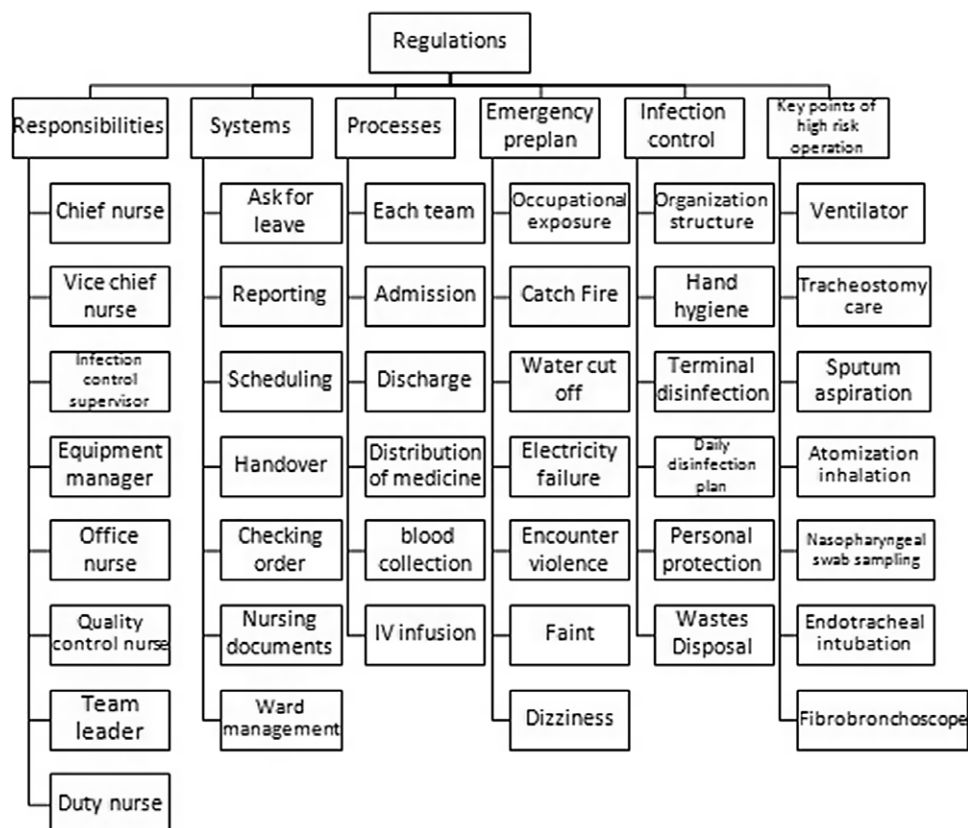 Regulations
Responsibilities
Systems
Processes
Emergency
preplan
Infection
control
Key points of
high risk
operation
Chief nurse
Vice chief
nurse
Infection
control
supervisor
Equipment
manager
Office
nurse
Quality
control nurse
Team
leader
Duty nurse
Ask for
leave
Reporting
Scheduling
Handover
Checking
order
Nursing
documents
Ward
management
Each team
Admission
Discharge
Distribution
of medicine
blood
collection
IV infusion
Occupational
exposure
Catch Fire
Water cut
off
Electricity
failure
Encounter
violence
Faint
Dizziness
Organization
structure
Hand
hygiene
Terminal
disinfection
Daily
disinfection
plan
Personal
protection
Wastes
Disposal
Ventilator
Tracheostomy
care
Sputum
aspiration
Atomization
inhalation
Nasopharyngeal
swab sampling
Endotracheal
intubation
Fibrobronchoscope